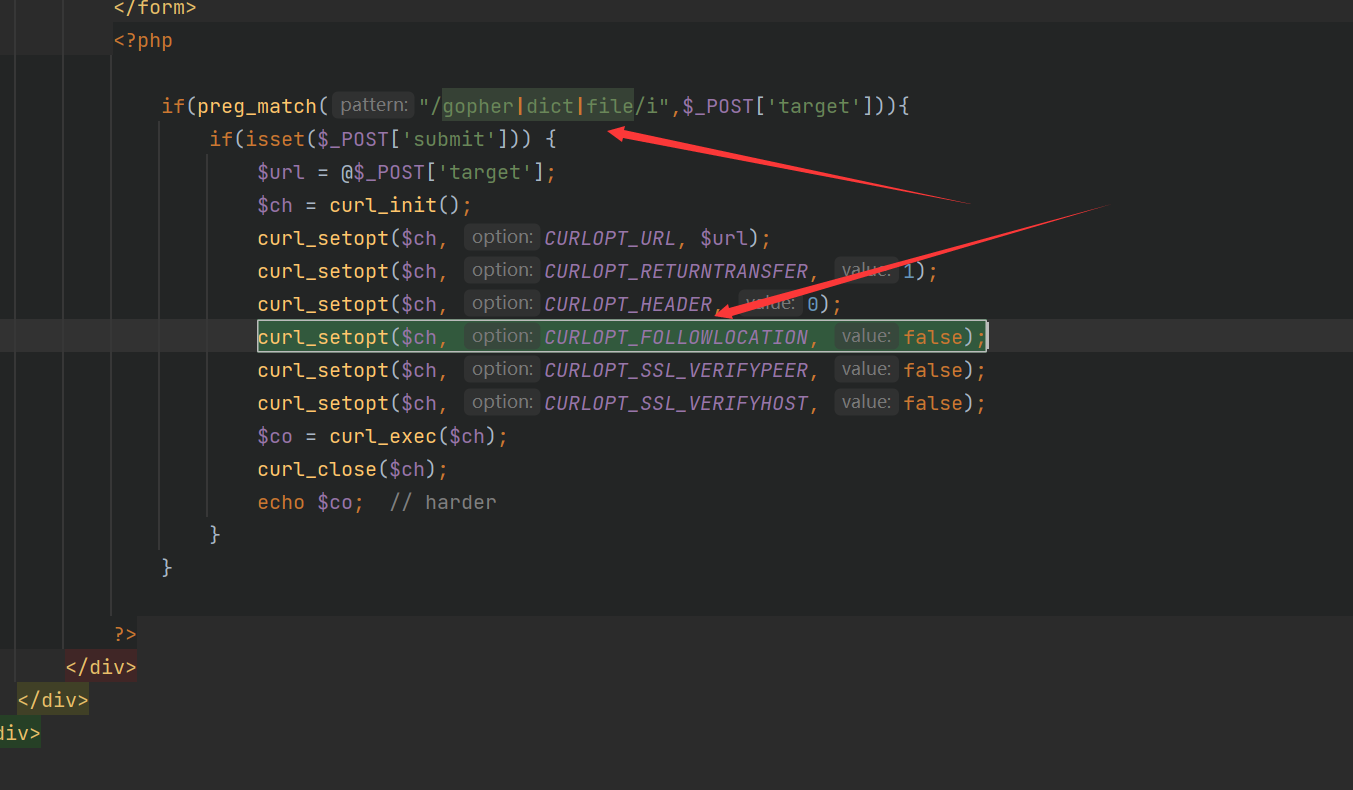 </form>
<?php
if(preg_match( pattern: "/gopher|dict|file/i",$_POST['target'])){
if(isset($_POST['submit'])) {
$url = @$_POST['target'];
$ch = curl_init();
curl_setopt($ch, option: CURLOPT_URL, $url);
curl_setopt($ch, option: CURLOPT_RETURNTRANSFER, value: 1);
curl_setopt($ch, option: CURLOPT_HEADER, value: 0);
curl_setopt($ch, option: CURLOPT_FOLLOWLOCATION, value: false);
curl_setopt($ch, option: CURLOPT_SSL_VERIFYPEER, value: false);
curl_setopt($ch, option: CURLOPT_SSL_VERIFYHOST, value: false);
$co = curl_exec($ch);
curl_close($ch);
echo $co; // harder
}
}
?>
</div>
</div>
div>